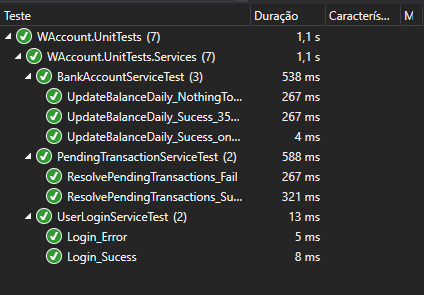 Teste Duração Caracterís... M
WAccount.UnitTests (7) 1,1 s
WAccount.UnitTests.Services (7) 1,1 s
BankAccountServiceTest (3) 538 ms
UpdateBalanceDaily_NothingTo... 267 ms
UpdateBalanceDaily_Sucess_35... 267 ms
UpdateBalanceDaily_Sucess_on... 4 ms
PendingTransactionServiceTest (2) 588 ms
ResolvePendingTransactions_Fail 267 ms
ResolvePendingTransactions_Su... 321 ms
UserLoginServiceTest (2) 13 ms
Login_Error 5 ms
Login_Sucess 8 ms